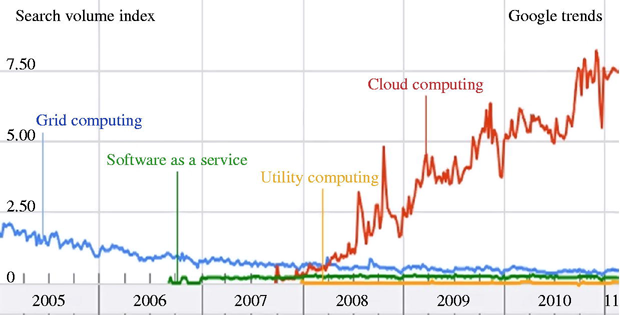 Search volume index
Google trends
7.50
Cloud computing
5.00
Grid computing
Software as a service
Utility computing
2.50
0
2005 2006 2007 2008 2009 2010 11